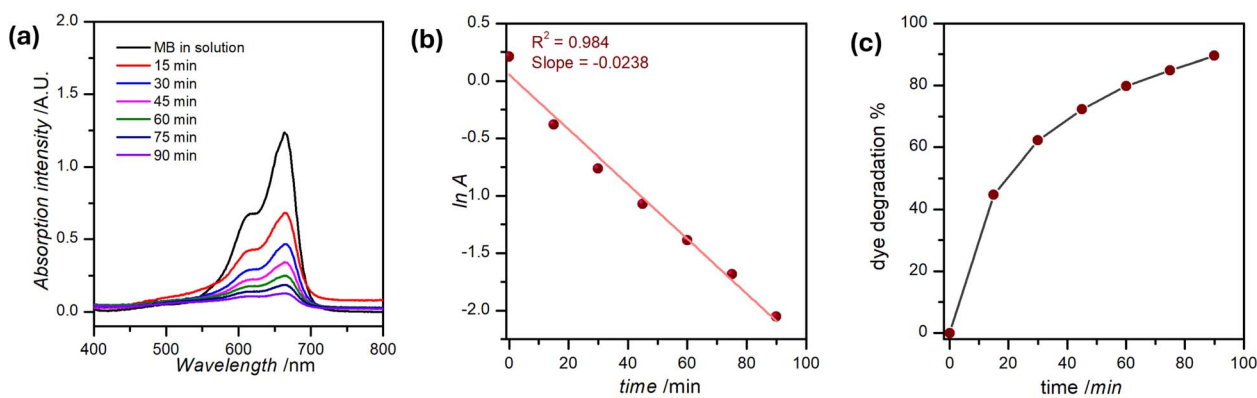 (a)
2.0
1.5
1.0
0.5
0.0
Absorption intensity /A.U.
MB in solution
15 min
30 min
45 min
60 min
75 min
90 min
400 500 600 700 800
Wavelength /nm
(b)
0.5
0.0
-0.5
-1.0
-1.5
-2.0
ln A
R² = 0.984
Slope = -0.0238
0 20 40 60 80 100
time /min
(c)
100
80
60
40
20
0
dye degradation %
0 20 40 60 80 100
time /min